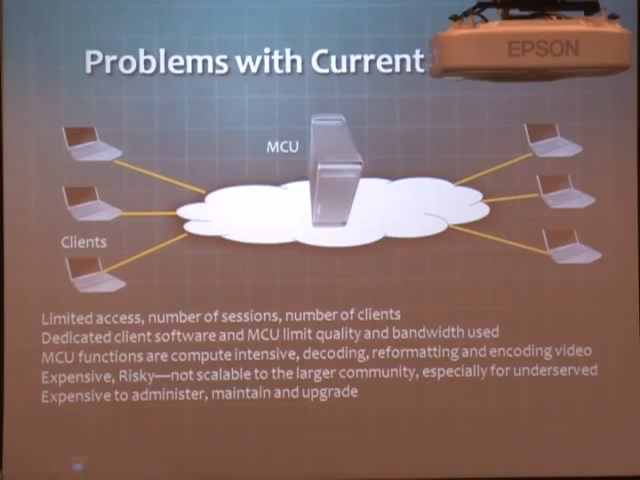 Problems with Current
EPSON
MCU
Clients
Limited access, number of sessions, number of clients
Dedicated client software and MCU limit quality and bandwidth used
MCU functions are compute intensive, decoding, reformatting and encoding video
Expensive, Risky—not scalable to the larger community, especially for underserved
Expensive to administer, maintain and upgrade